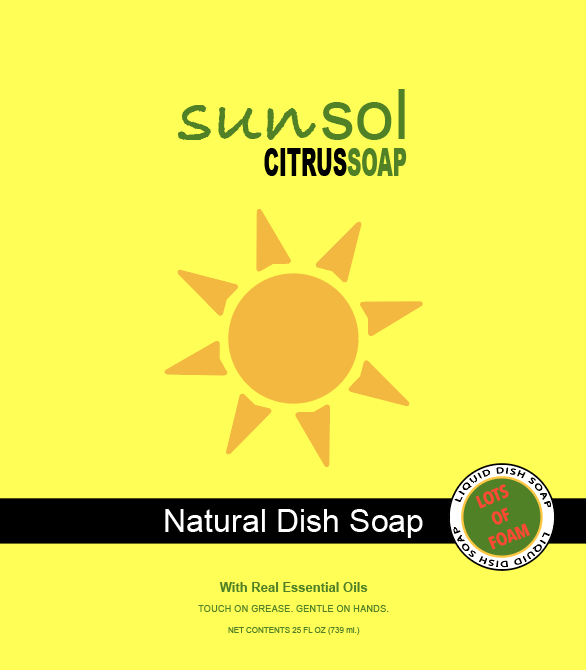 sunsol
CITRUSSOAP
Natural Dish Soap
LIQUID DISH SOAP
LOTS
OF
FOAM
LIQUID DISH SOAP
With Real Essential Oils
TOUCH ON GREASE. GENTLE ON HANDS.
NET CONTENTS 25 FL OZ (739 ml.)